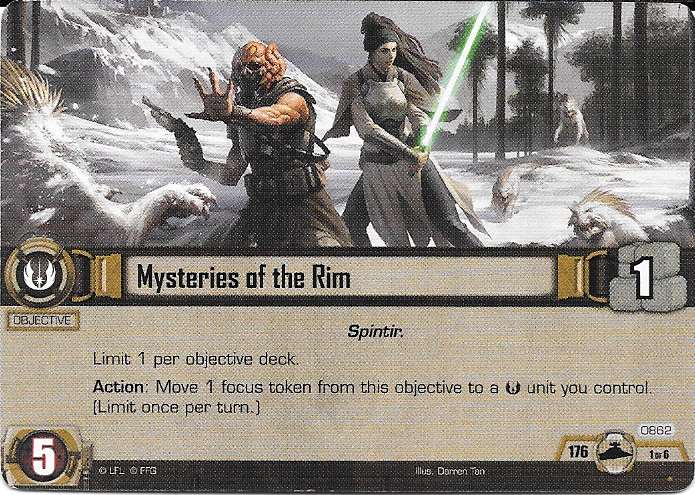 Mysteries of the Rim
1
OBJECTIVE
Spintir.
Limit 1 per objective deck.
Action: Move 1 focus token from this objective to a unit you control.
(Limit once per turn.)
0862
5
176
1 OF 6
© LFL © FFG
Illus. Darren Tan